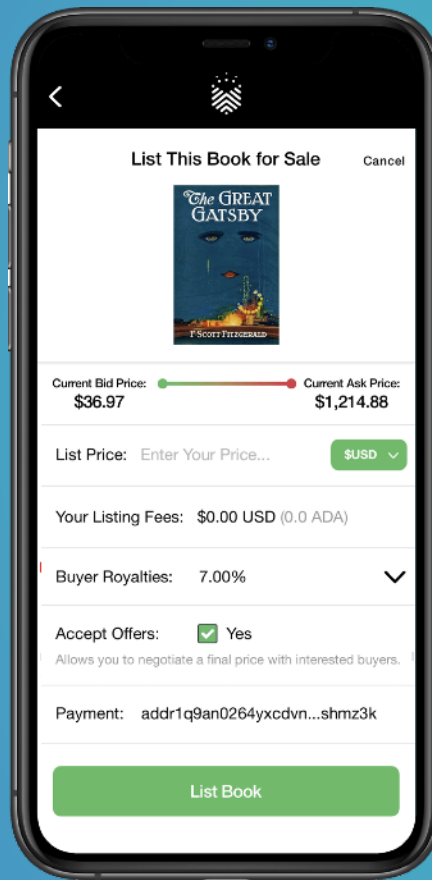 List This Book for Sale
Cancel
The GREAT
GATSBY
F. SCOTT FITZGERALD
Current Bid Price:
Current Ask Price:
$36.97
$1,214.88
List Price: Enter Your Price... $USD
Your Listing Fees: $0.00 USD (0.0 ADA)
Buyer Royalties: 7.00%
Accept Offers: Yes
Allows you to negotiate a final price with interested buyers.
Payment: addr1q9an0264yxcdvn...shmz3k
List Book